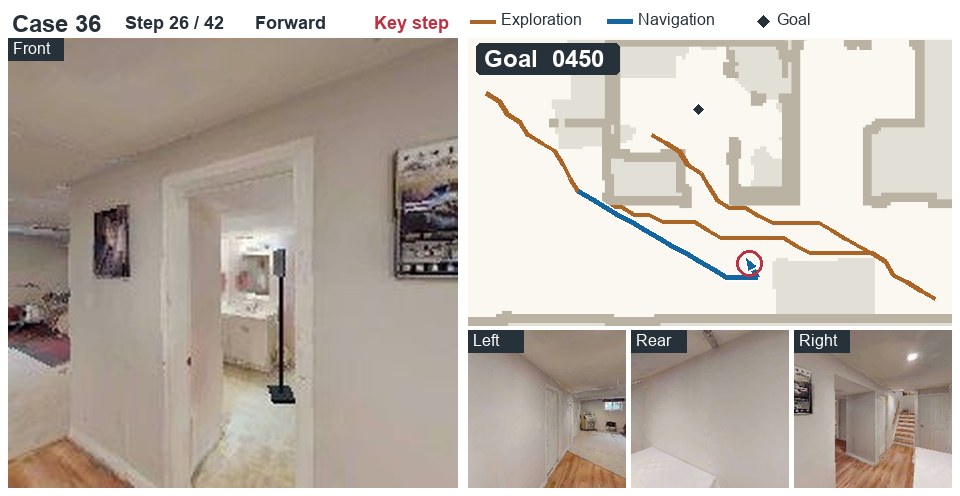 Case 36 Step 26 / 42 Forward Key step
Exploration Navigation Goal
Front
Goal 0450
Left
Rear
Right